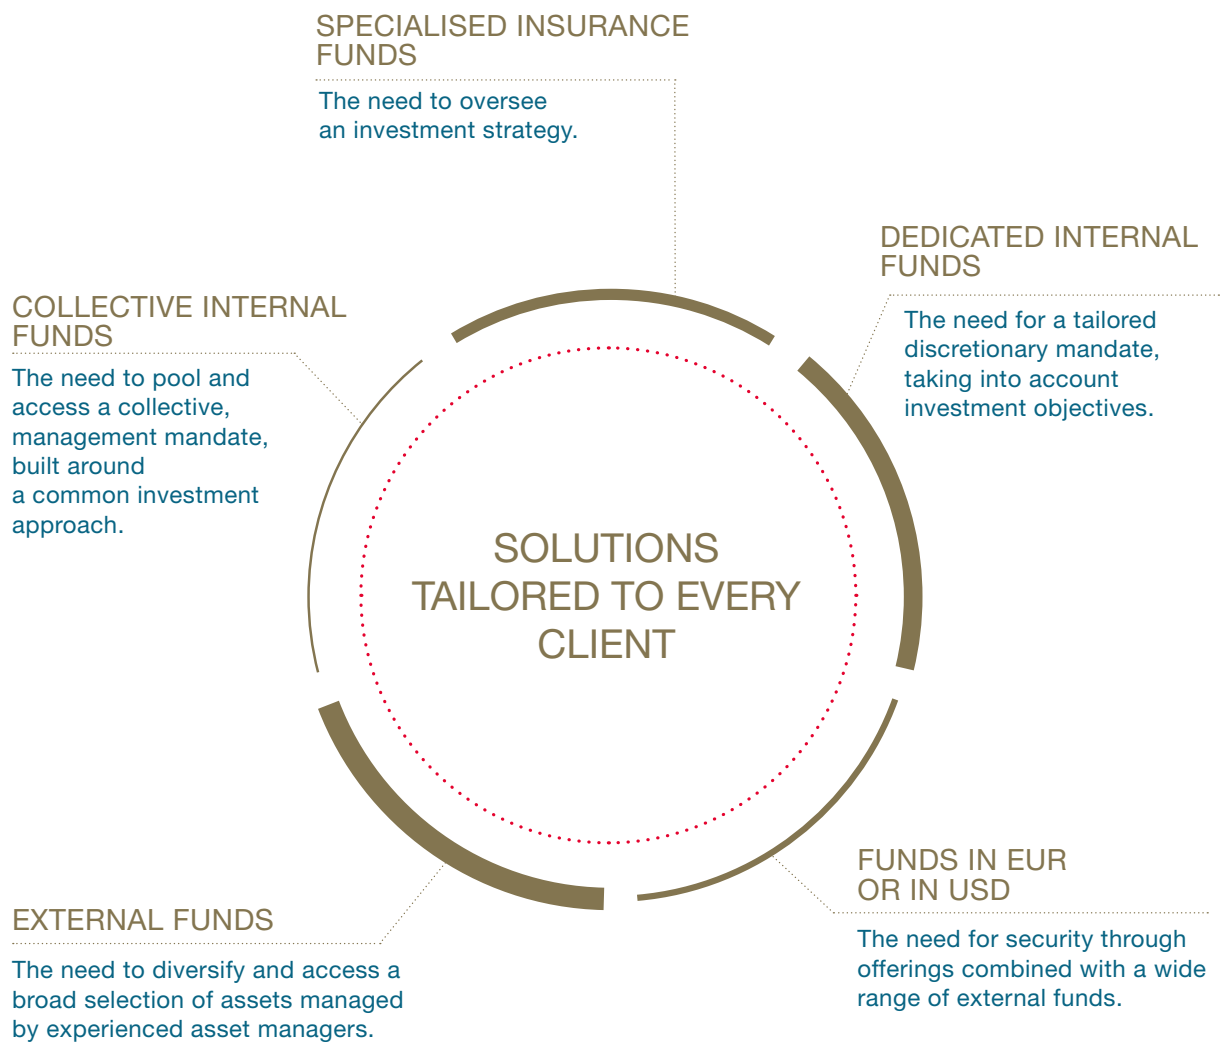 SPECIALISED INSURANCE
FUNDS
The need to oversee
an investment strategy.
DEDICATED INTERNAL
FUNDS
The need for a tailored
discretionary mandate,
taking into account
investment objectives.
COLLECTIVE INTERNAL
FUNDS
The need to pool and
access a collective,
management mandate,
built around
a common investment
approach.
SOLUTIONS
TAILORED TO EVERY
CLIENT
FUNDS IN EUR
OR IN USD
The need for security through
offerings combined with a wide
range of external funds.
EXTERNAL FUNDS
The need to diversify and access a
broad selection of assets managed
by experienced asset managers.